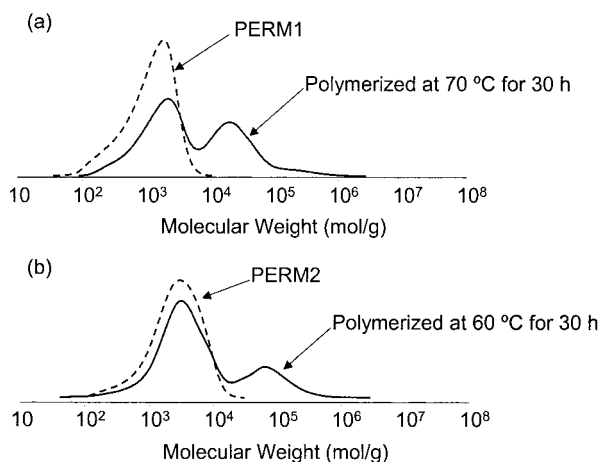 (a)
PERM1
Polymerized at 70 ºC for 30 h
10 10² 10³ 10⁴ 10⁵ 10⁶ 10⁷ 10⁸
Molecular Weight (mol/g)
(b)
PERM2
Polymerized at 60 ºC for 30 h
10 10² 10³ 10⁴ 10⁵ 10⁶ 10⁷ 10⁸
Molecular Weight (mol/g)